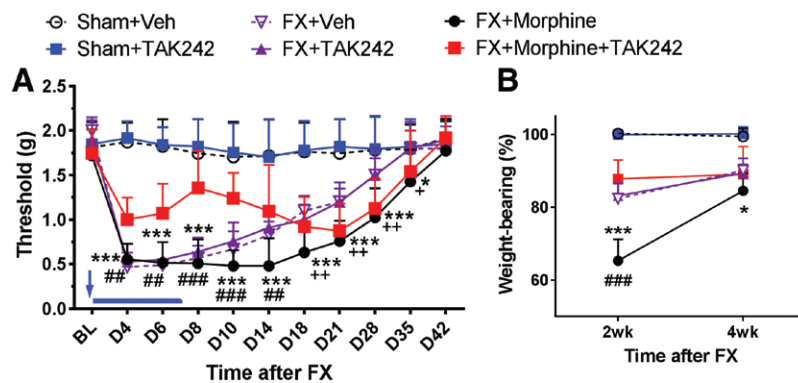 Sham+Veh FX+Veh FX+Morphine
Sham+TAK242 FX+TAK242 FX+Morphine+TAK242
A
Threshold (g)
2.5
2.0
1.5
1.0
0.5
0.0
*** *** ***
## ## ###
***
###
***
##
***
++
***
++
***
++
*
+
BL D4 D6 D8 D10 D14 D18 D21 D28 D35 D42
Time after FX
B
Weight-bearing (%)
100
80
60
***
###
*
2wk 4wk
Time after FX